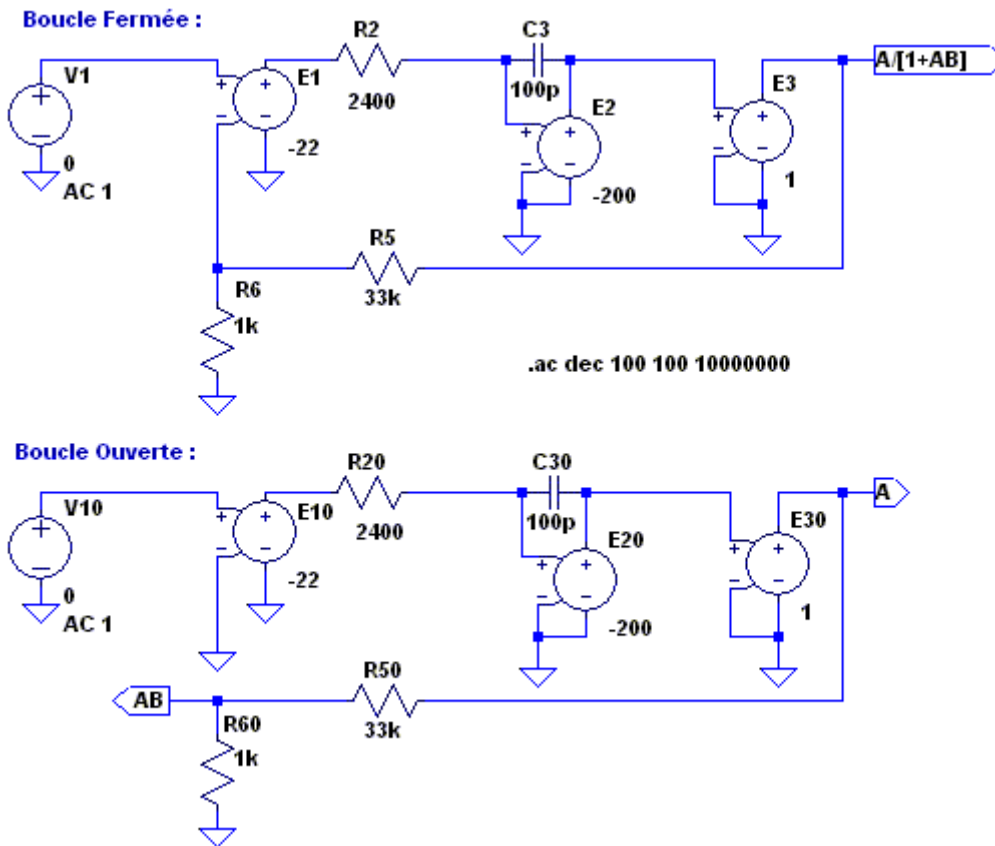 Boucle Fermée :
R2
C3
V1
E1
A/[1+AB]
2400
100p
E3
E2
-22
0
AC 1
1
-200
R5
33k
R6
1k
.ac dec 100 100 10000000
Boucle Ouverte :
R20
C30
V10
E10
A
2400
100p
E30
E20
-22
0
AC 1
1
-200
R50
AB
33k
R60
1k